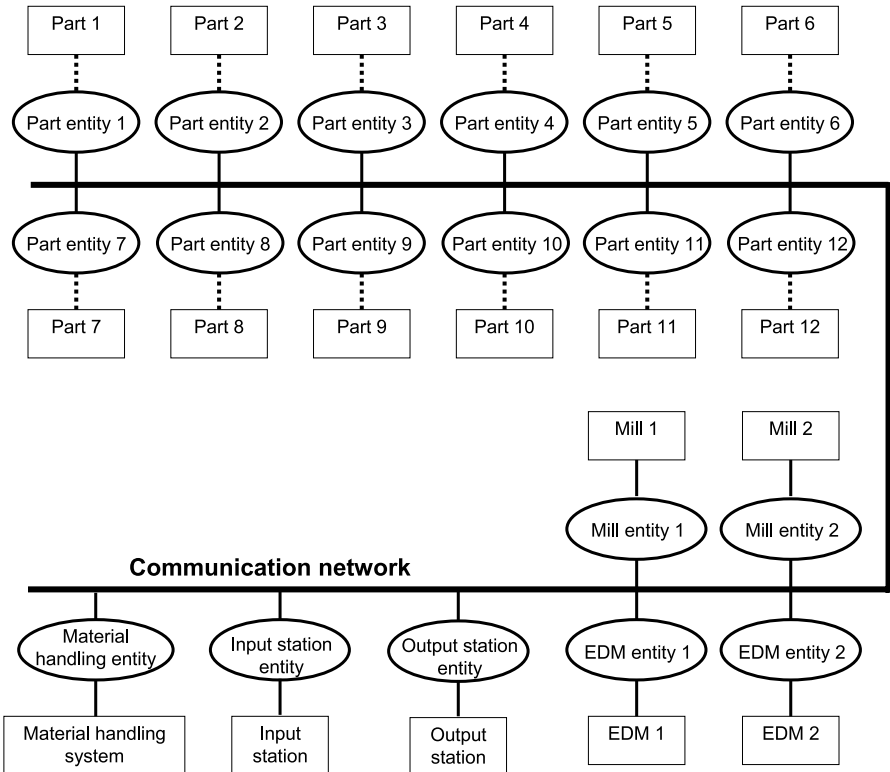 Part 1
Part 2
Part 3
Part 4
Part 5
Part 6
Part entity 1
Part entity 2
Part entity 3
Part entity 4
Part entity 5
Part entity 6
Part entity 7
Part entity 8
Part entity 9
Part entity 10
Part entity 11
Part entity 12
Part 7
Part 8
Part 9
Part 10
Part 11
Part 12
Mill 1
Mill 2
Mill entity 1
Mill entity 2
Communication network
Material
handling entity
Input station
entity
Output station
entity
EDM entity 1
EDM entity 2
Material handling
system
Input
station
Output
station
EDM 1
EDM 2